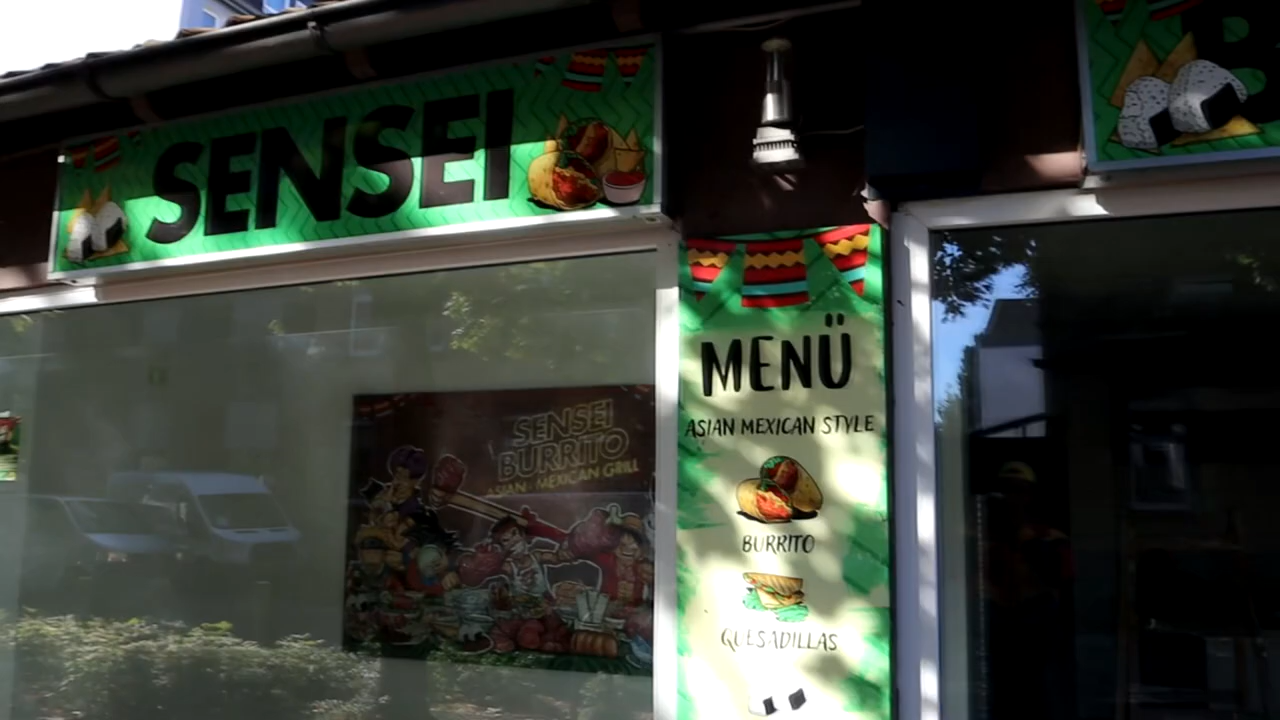 SENSEI
B
MENÜ
ASIAN MEXICAN STYLE
BURRITO
QUESADILLAS
SENSEI
BURRITO
ASIAN - MEXICAN GRILL